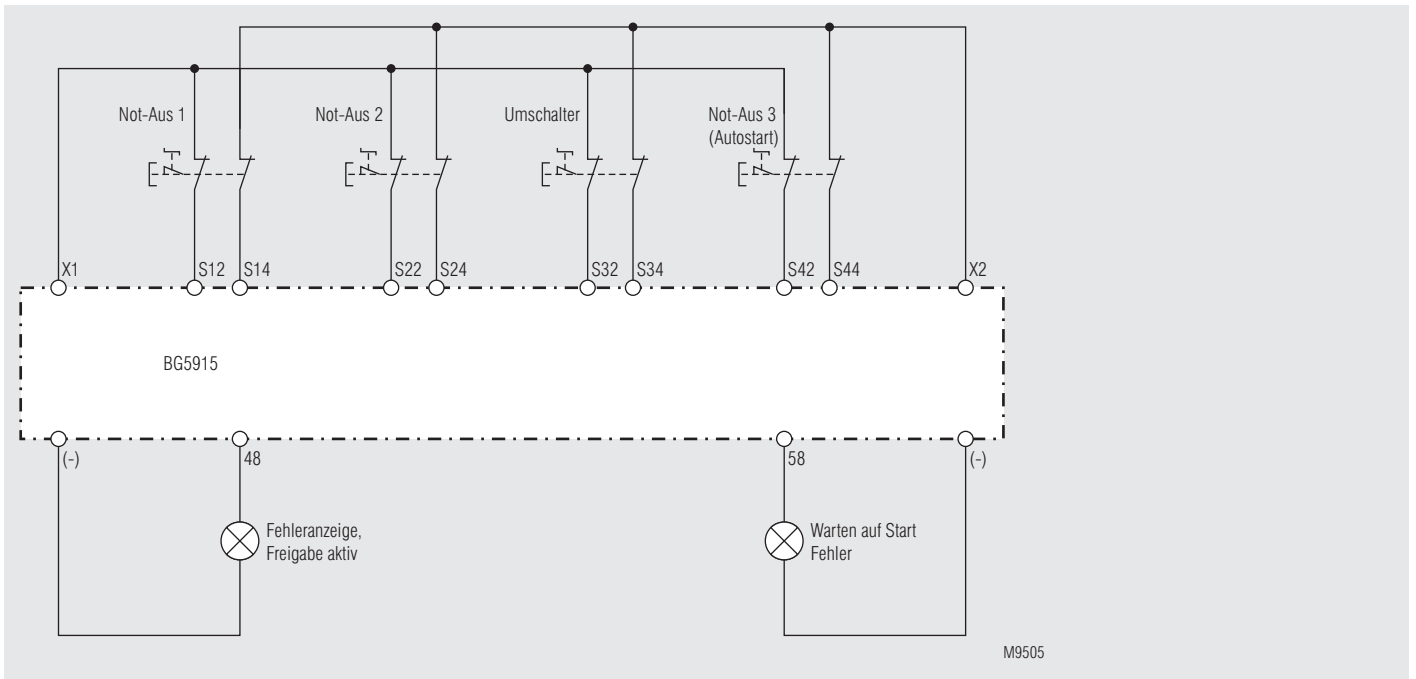 Not-Aus 1
Not-Aus 2
Umschalter
Not-Aus 3
(Autostart)
X1
S12
S14
S22
S24
S32
S34
S42
S44
X2
BG5915
(-)
48
58
(-)
Fehleranzeige,
Freigabe aktiv
Warten auf Start
Fehler
M9505